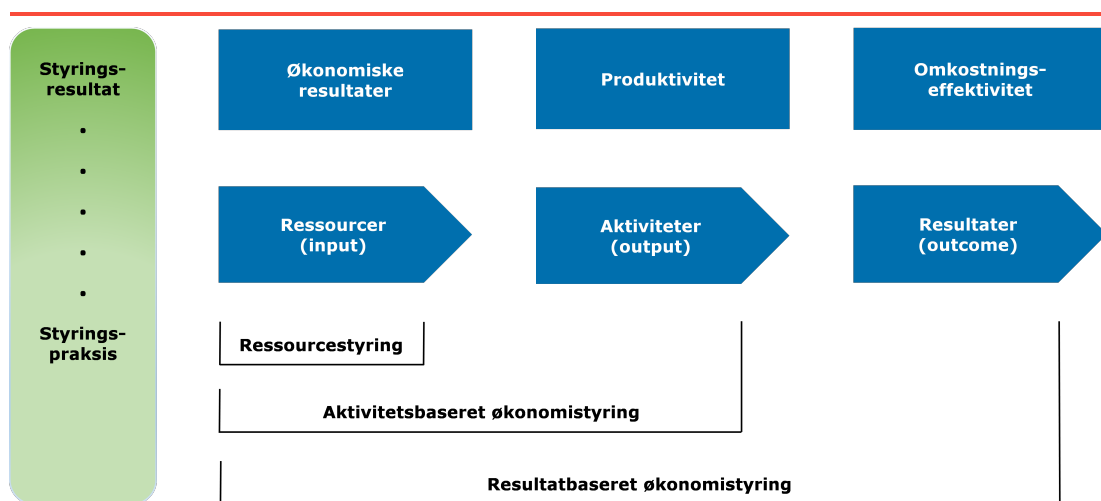 Styrings-
resultat
Styrings-
praksis
Økonomiske
resultater
Produktivitet
Omkostnings-
effektivitet
Ressourcer
(input)
Aktiviteter
(output)
Resultater
(outcome)
Ressourcestyring
Aktivitetsbaseret økonomistyring
Resultatbaseret økonomistyring